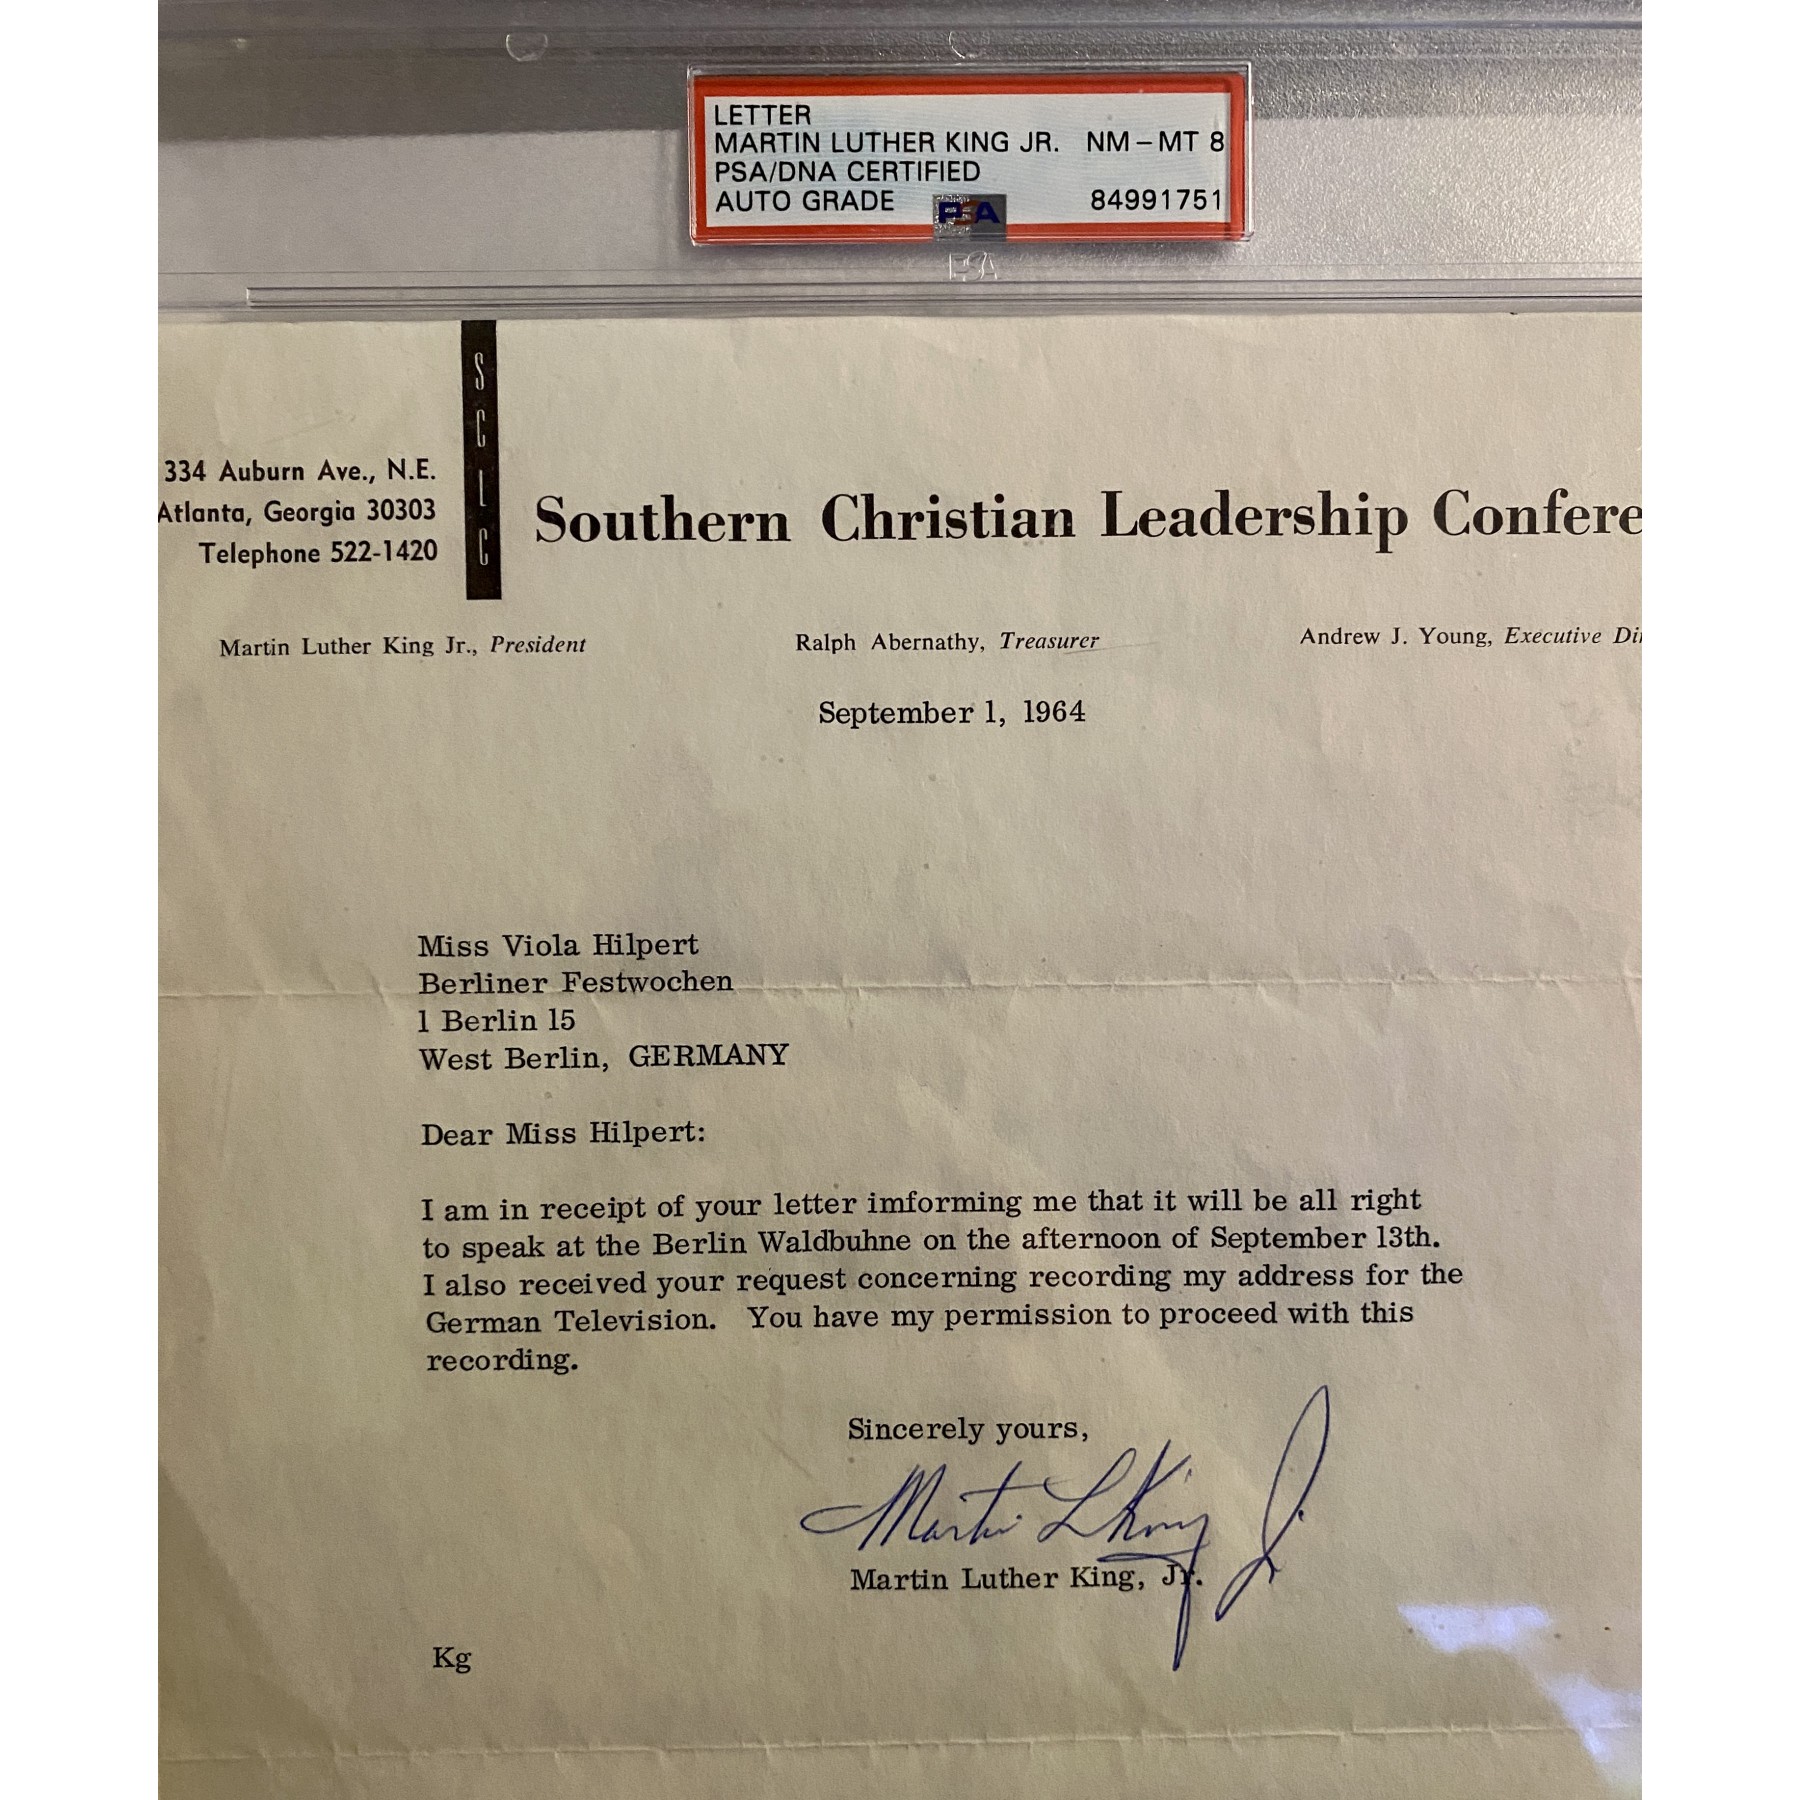 LETTER
MARTIN LUTHER KING JR. NM - MT 8
PSA/DNA CERTIFIED
AUTO GRADE PSA 84991751
PSA
SCLC
334 Auburn Ave., N.E.
Atlanta, Georgia 30303
Telephone 522-1420
Southern Christian Leadership Confere
Martin Luther King Jr., President Ralph Abernathy, Treasurer Andrew J. Young, Executive Dir
September 1, 1964
Miss Viola Hilpert
Berliner Festwochen
1 Berlin 15
West Berlin, GERMANY
Dear Miss Hilpert:
I am in receipt of your letter imforming me that it will be all right
to speak at the Berlin Waldbuhne on the afternoon of September 13th.
I also received your request concerning recording my address for the
German Television. You have my permission to proceed with this
recording.
Sincerely yours,
Martin L King Jr.
Martin Luther King, Jr.
Kg